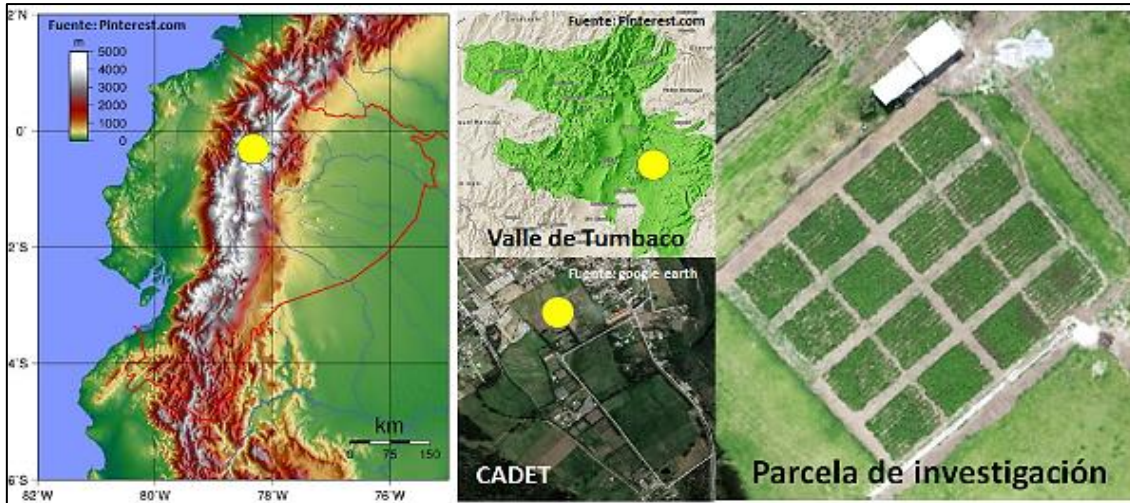 Fuente: Pinterest.com
2°N
m
5000
4000
3000
2000
1000
0
0°
2°S
4°S
6°S
km
0 75 150
82°W
80°W
78°W
76°W
Fuente: Pinterest.com
Valle de Tumbaco
Fuente: google earth
CADET
Parcela de investigación